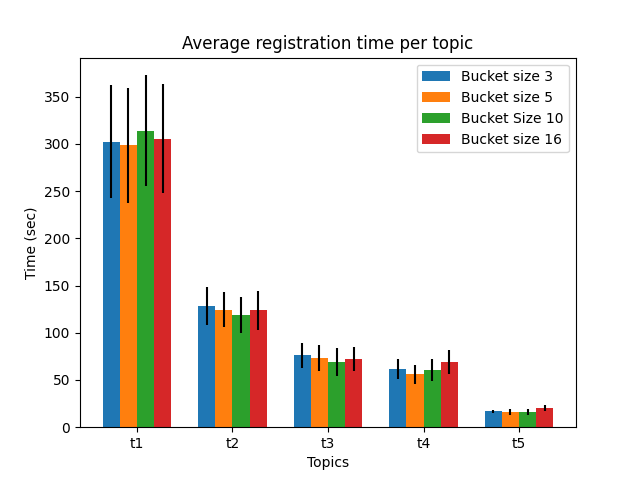 Average registration time per topic
Bucket size 3
Bucket size 5
Bucket Size 10
Bucket size 16
Time (sec)
350
300
250
200
150
100
50
0
t1
t2
t3
t4
t5
Topics